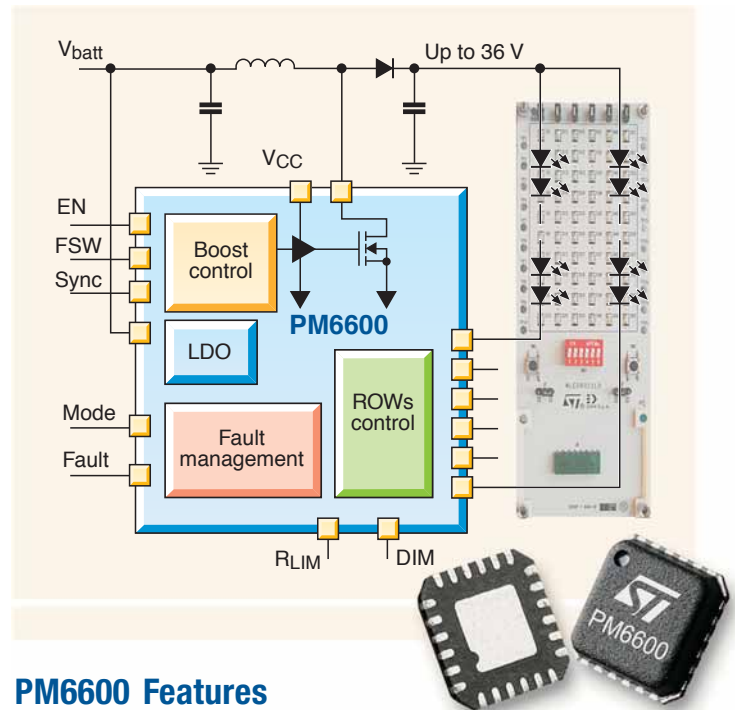 Vbatt
Up to 36 V
VCC
EN
FSW
Sync
Boost
control
PM6600
LDO
Mode
Fault
Fault
management
ROWs
control
RLIM
DIM
ST
PM6600
PM6600 Features